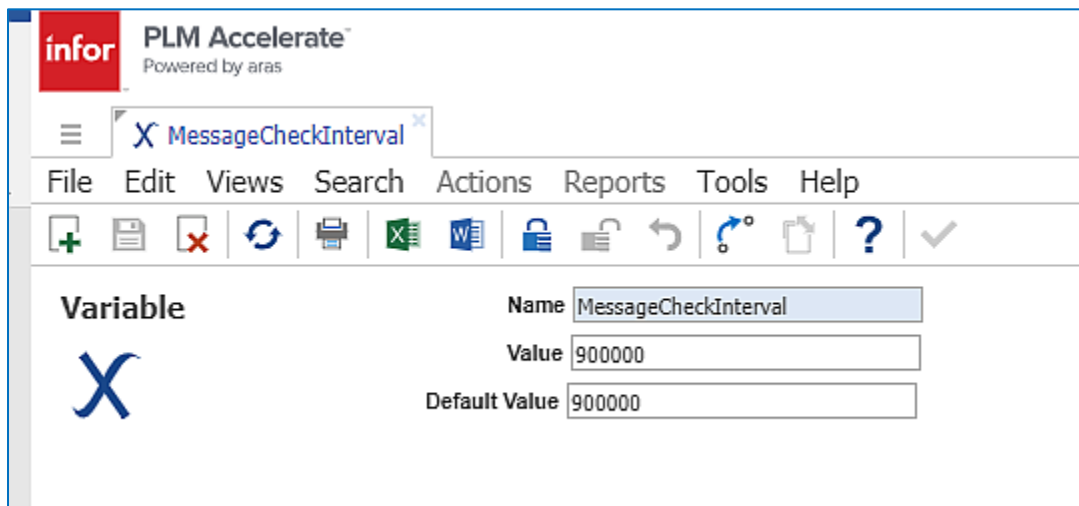 infor
PLM Accelerate™
Powered by aras
MessageCheckInterval
File Edit Views Search Actions Reports Tools Help
?
Variable
Name MessageCheckInterval
Value 900000
Default Value 900000